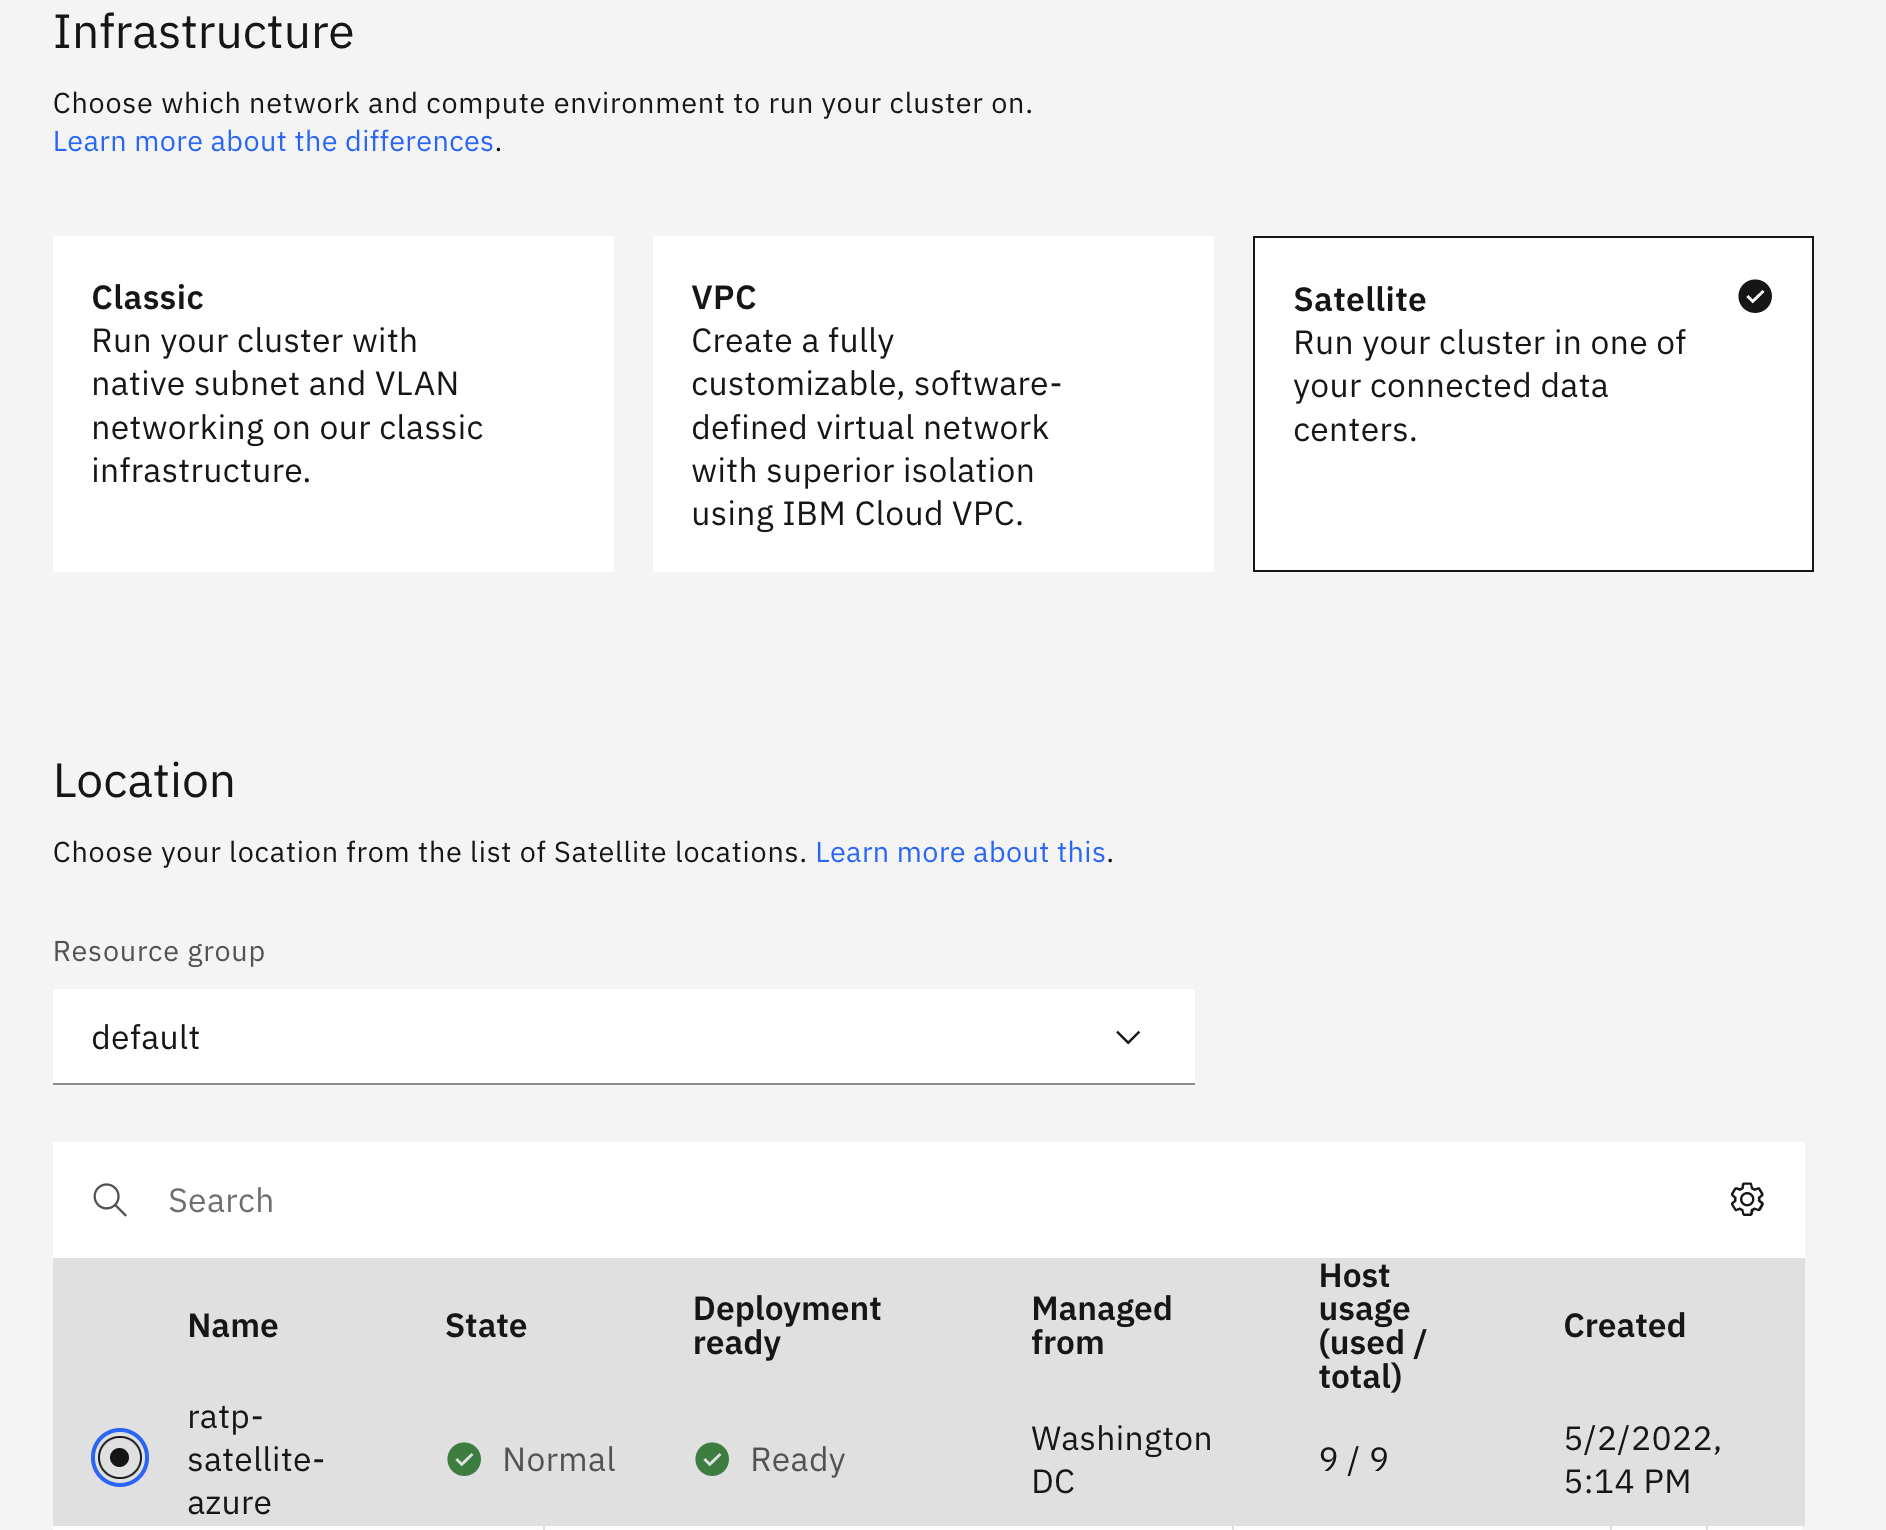 Infrastructure
Choose which network and compute environment to run your cluster on.
Learn more about the differences.
Classic
Run your cluster with
native subnet and VLAN
networking on our classic
infrastructure.
VPC
Create a fully
customizable, software-
defined virtual network
with superior isolation
using IBM Cloud VPC.
Satellite
Run your cluster in one of
your connected data
centers.
Location
Choose your location from the list of Satellite locations. Learn more about this.
Resource group
default
Search
Name
State
Deployment
ready
Managed
from
Host
usage
(used /
total)
Created
ratp-
satellite-
azure
Normal
Ready
Washington
DC
9 / 9
5/2/2022,
5:14 PM